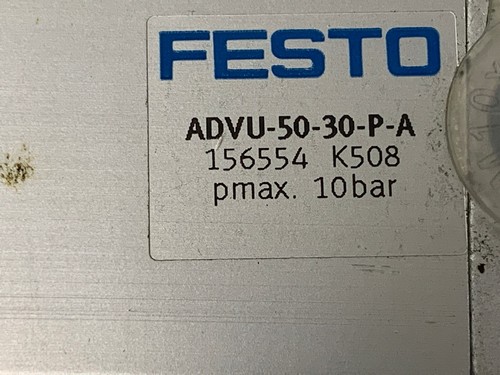 FESTO
ADVU-50-30-P-A
156554 K508
pmax. 10bar